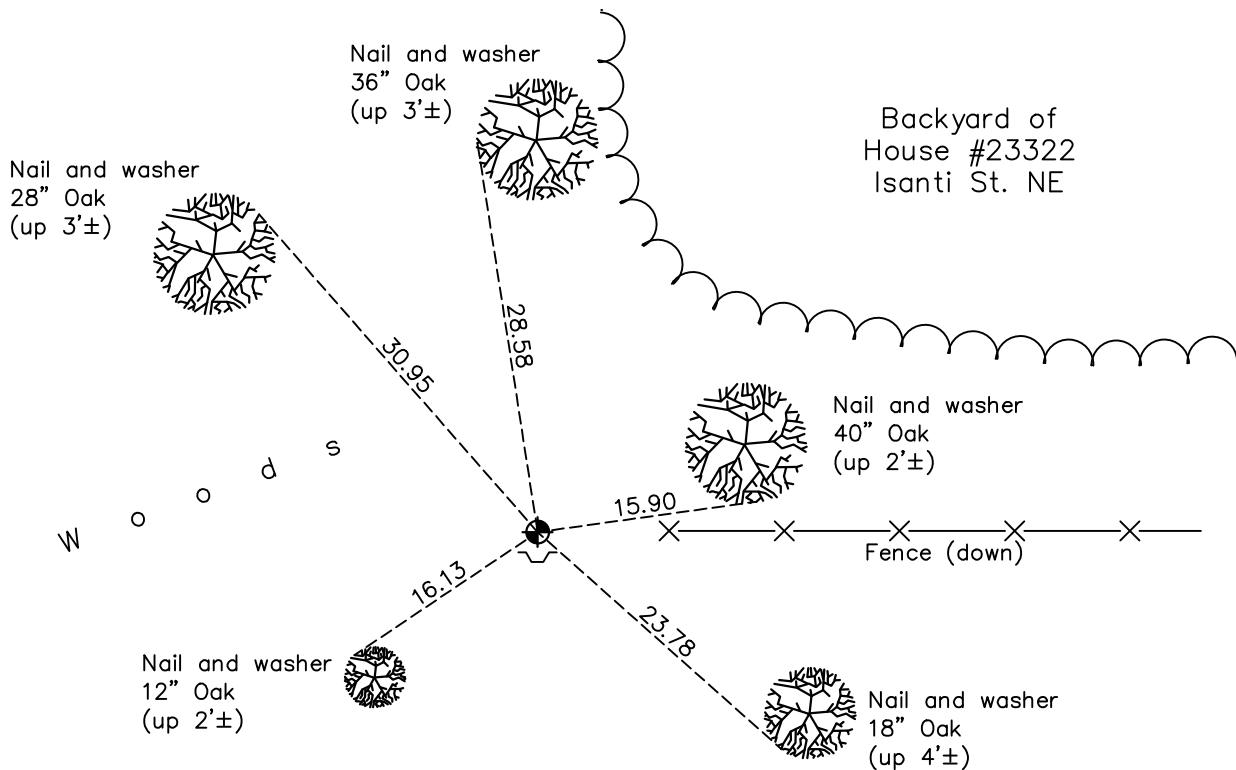 Nail and washer
36” Oak
(up 3’±)
Backyard of
House #23322
Isanti St. NE
Nail and washer
28” Oak
(up 3’±)
28.58
30.95
Nail and washer
40” Oak
(up 2’±)
Woods
15.90
Fence (down)
16.13
23.78
Nail and washer
12” Oak
(up 2’±)
Nail and washer
18” Oak
(up 4’±)